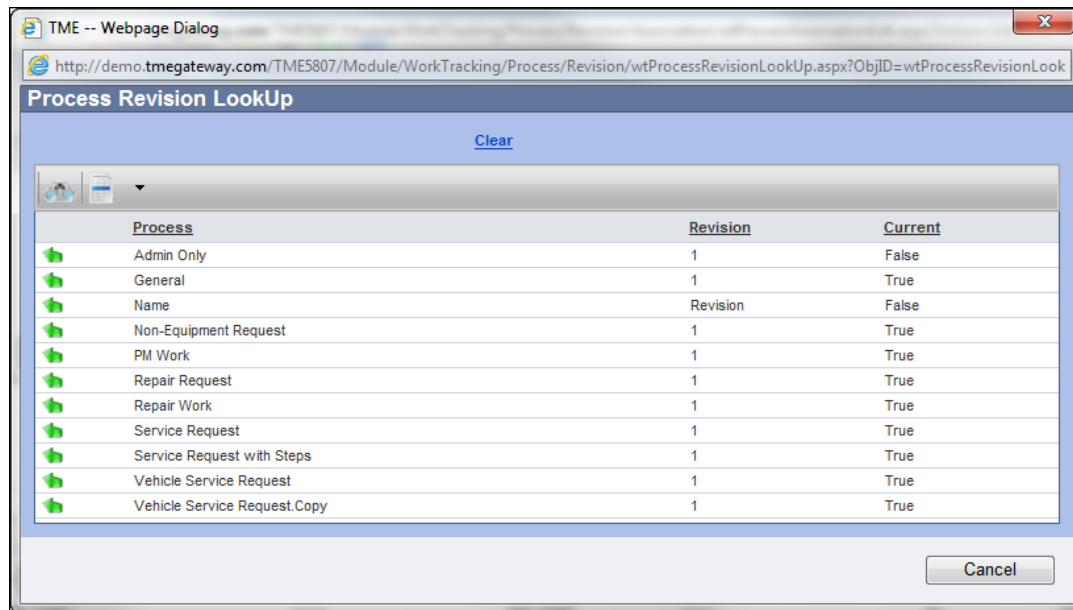 TME -- Webpage Dialog
X
http://demo.tmegateway.com/TME5807/Module/WorkTracking/Process/Revision/wtProcessRevisionLookUp.aspx?ObjID=wtProcessRevisionLook
Process Revision LookUp
Clear
Process Revision Current
Admin Only 1 False
General 1 True
Name Revision False
Non-Equipment Request 1 True
PM Work 1 True
Repair Request 1 True
Repair Work 1 True
Service Request 1 True
Service Request with Steps 1 True
Vehicle Service Request 1 True
Vehicle Service Request.Copy 1 True
Cancel